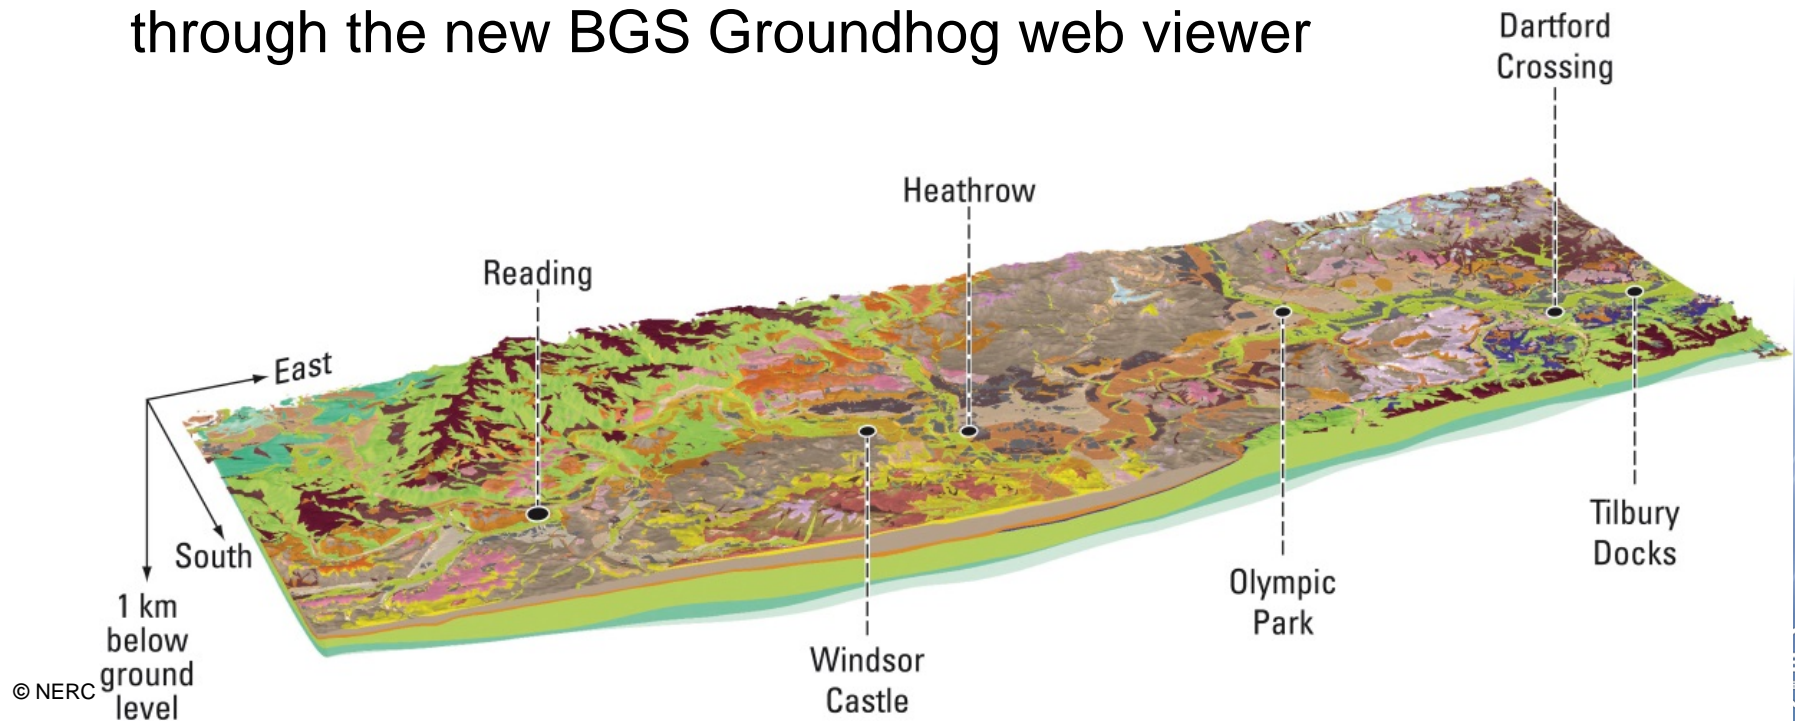 through the new BGS Groundhog web viewer
Dartford
Crossing
Heathrow
Reading
East
South
1 km
below
ground
level
Tilbury
Docks
Olympic
Park
Windsor
Castle
© NERC